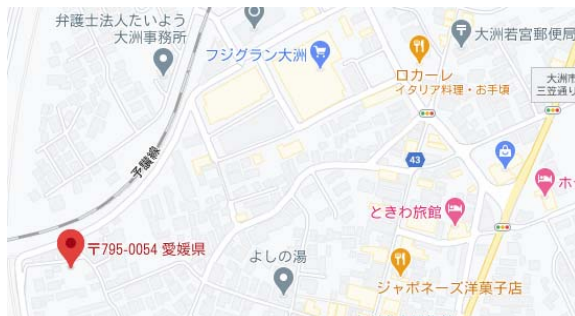 弁護士法人たいよう
大洲事務所
フジグラン大洲
ロカーレ
イタリア料理・お手頃
大洲若宮郵便局
大洲市
三笠通り
予讃線
43
ときわ旅館
ホ
〒795-0054 愛媛県
よしの湯
ジャポネーズ洋菓子店